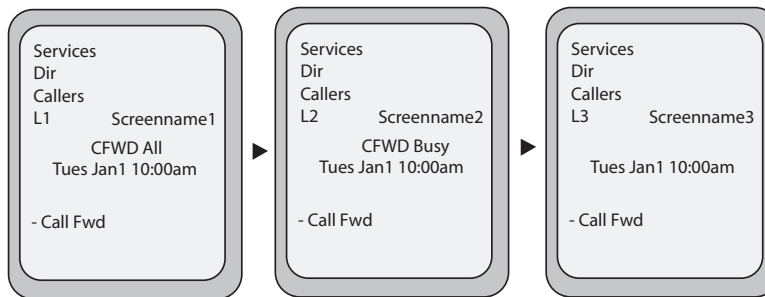 Services
Dir
Callers
L1 Screenname1
CFWD All
Tues Jan1 10:00am
- Call Fwd
Services
Dir
Callers
L2 Screenname2
CFWD Busy
Tues Jan1 10:00am
- Call Fwd
Services
Dir
Callers
L3 Screenname3
Tues Jan1 10:00am
- Call Fwd